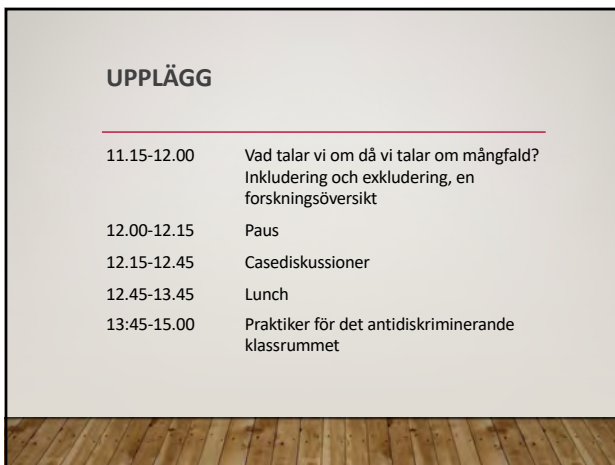 UPPLÄGG
11.15-12.00 Vad talar vi om då vi talar om mångfald?
Inkludering och exkludering, en
forskningsöversikt
12.00-12.15 Paus
12.15-12.45 Casediskussioner
12.45-13.45 Lunch
13:45-15.00 Praktiker för det antidiskriminerande
klassrummet